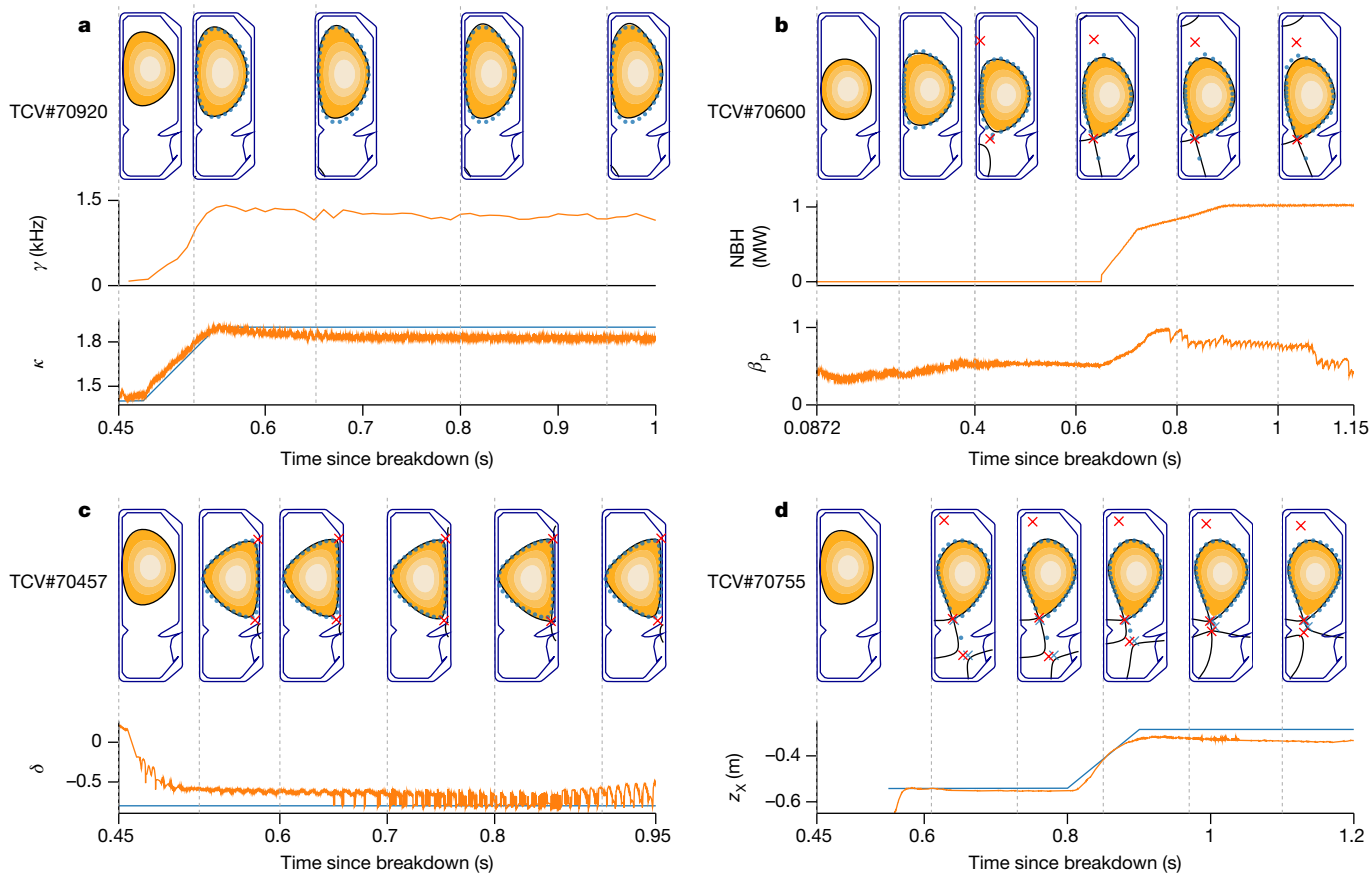 a
TCV#70920
1.5
γ (kHz)
0
1.8
κ
1.5
0.45 0.6 0.7 0.8 0.9 1
Time since breakdown (s)
b
TCV#70600
1
NBH
(MW)
0
1
βp
0
0.0872 0.4 0.6 0.8 1 1.15
Time since breakdown (s)
c
TCV#70457
0
δ
–0.5
0.45 0.6 0.7 0.8 0.95
Time since breakdown (s)
d
TCV#70755
–0.4
zX (m)
–0.6
0.45 0.6 0.8 1 1.2
Time since breakdown (s)